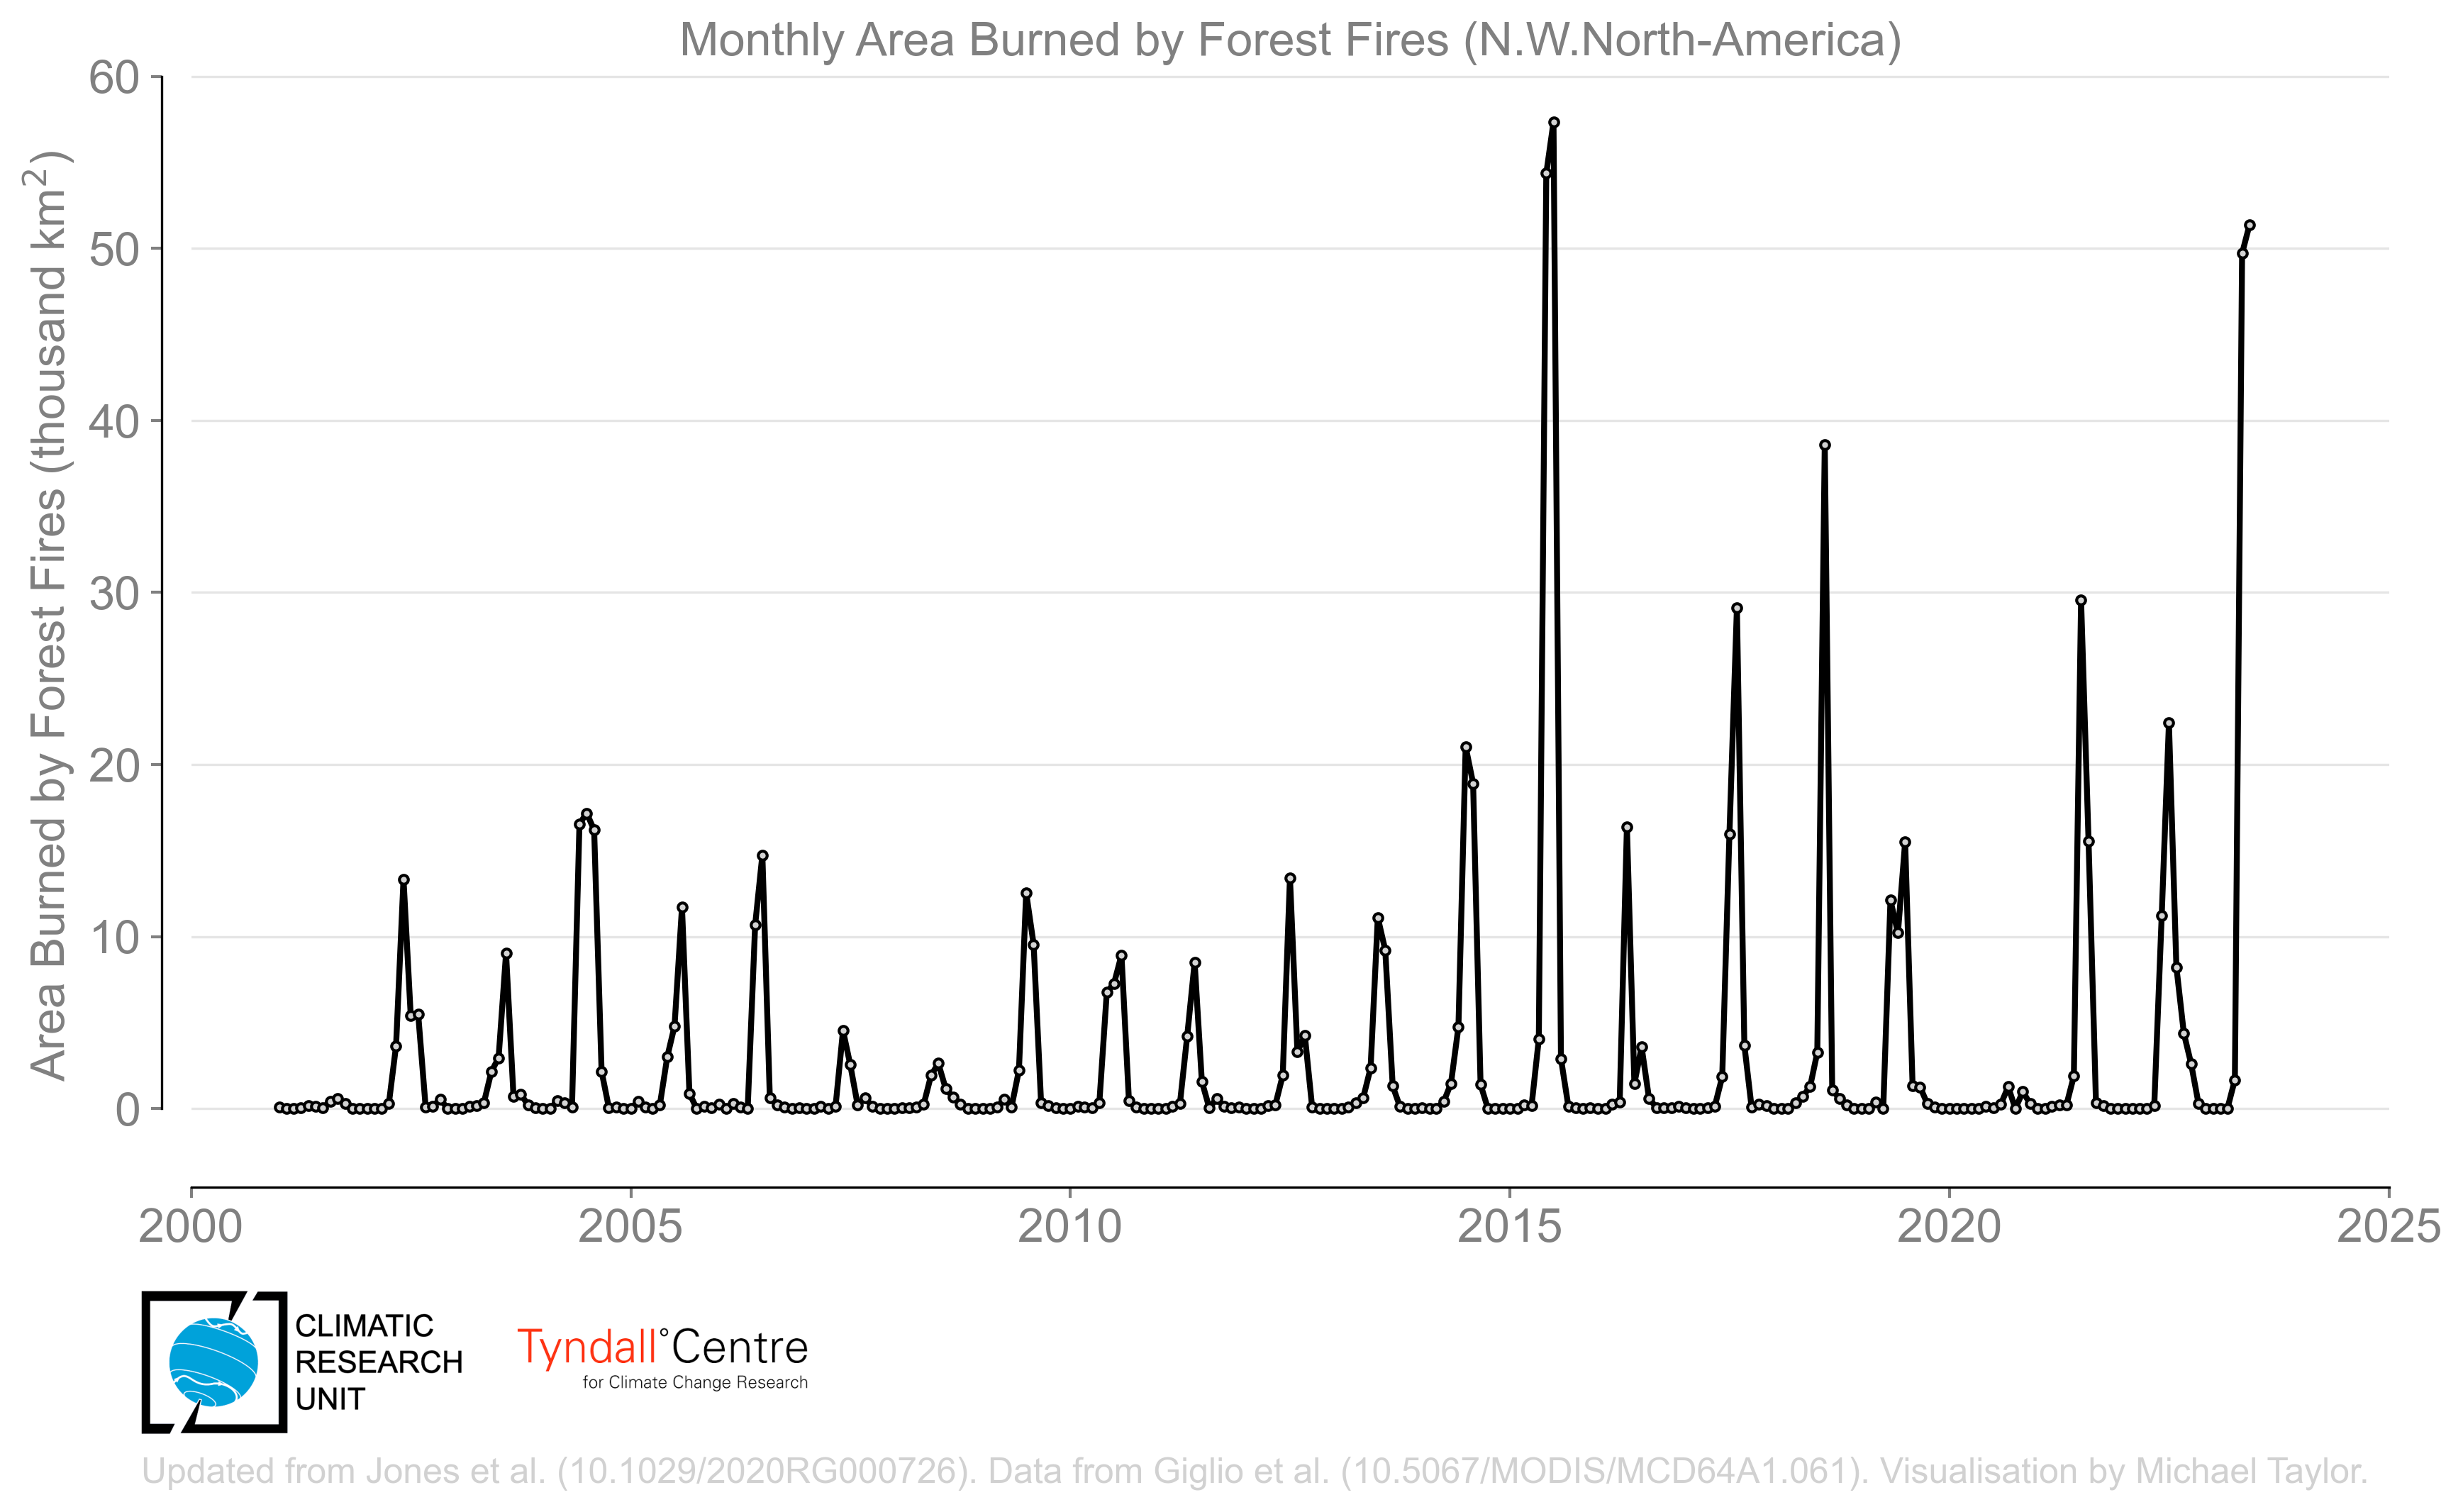 Monthly Area Burned by Forest Fires (N.W.North-America)
Area Burned by Forest Fires (thousand km²)
60
50
40
30
20
10
0
2000 2005 2010 2015 2020 2025
CLIMATIC
RESEARCH
UNIT
Tyndall°Centre
for Climate Change Research
Updated from Jones et al. (10.1029/2020RG000726). Data from Giglio et al. (10.5067/MODIS/MCD64A1.061). Visualisation by Michael Taylor.